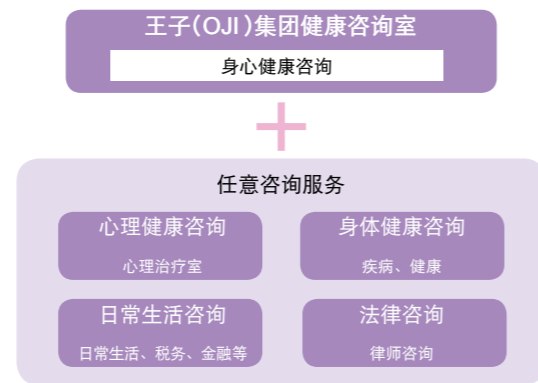 王子（OJI）集团健康咨询室
身心健康咨询
+
任意咨询服务
心理健康咨询
心理治疗室
身体健康咨询
疾病、健康
日常生活咨询
日常生活、税务、金融等
法律咨询
律师咨询